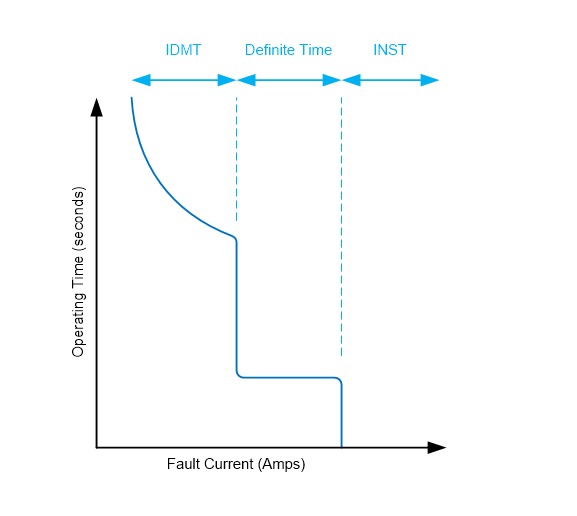 IDMT
Definite Time
INST
Operating Time (seconds)
Fault Current (Amps)